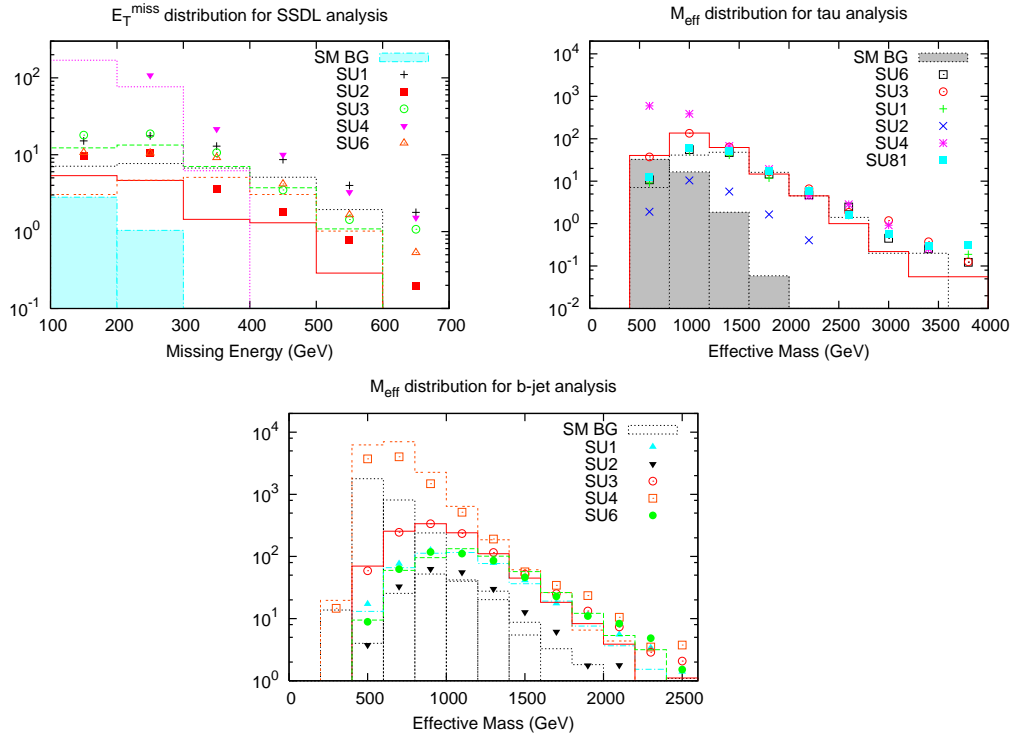 E_T^miss distribution for SSDL analysis
10^2
10^1
10^0
10^-1
100 200 300 400 500 600 700
Missing Energy (GeV)
SM BG
SU1
SU2
SU3
SU4
SU6
M_eff distribution for tau analysis
10^4
10^3
10^2
10^1
10^0
10^-1
10^-2
0 500 1000 1500 2000 2500 3000 3500 4000
Effective Mass (GeV)
SM BG
SU6
SU3
SU1
SU2
SU4
SU81
M_eff distribution for b-jet analysis
10^4
10^3
10^2
10^1
10^0
0 500 1000 1500 2000 2500
Effective Mass (GeV)
SM BG
SU1
SU2
SU3
SU4
SU6